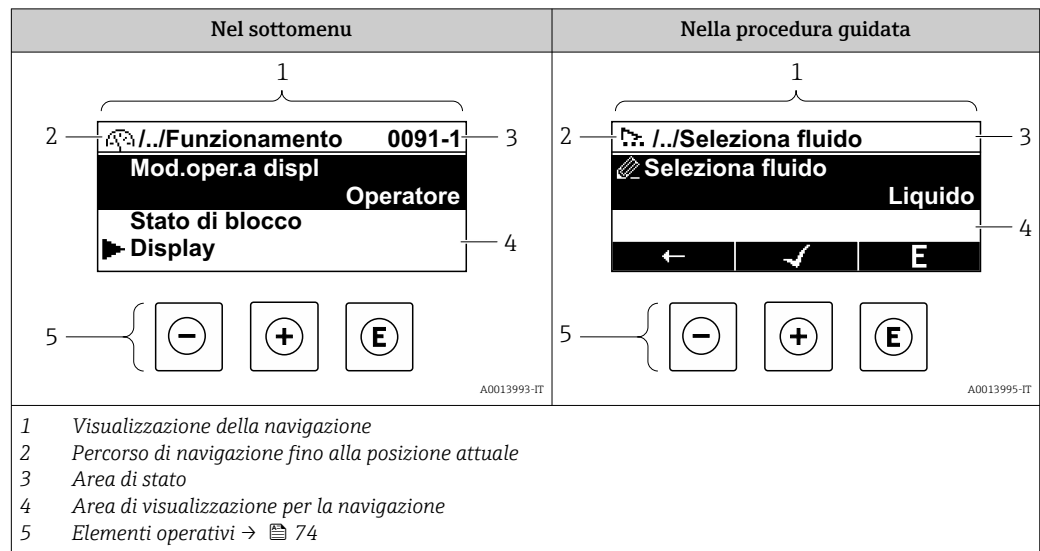 Nel sottomenu
Nella procedura guidata
1
2
/../Funzionamento 0091-1
3
Mod.oper.a displ
Operatore
Stato di blocco
Display
4
5
E
A0013993-IT
1
2
/../Seleziona fluido
3
Seleziona fluido
Liquido
4
E
5
E
A0013995-IT
1 Visualizzazione della navigazione
2 Percorso di navigazione fino alla posizione attuale
3 Area di stato
4 Area di visualizzazione per la navigazione
5 Elementi operativi → 74